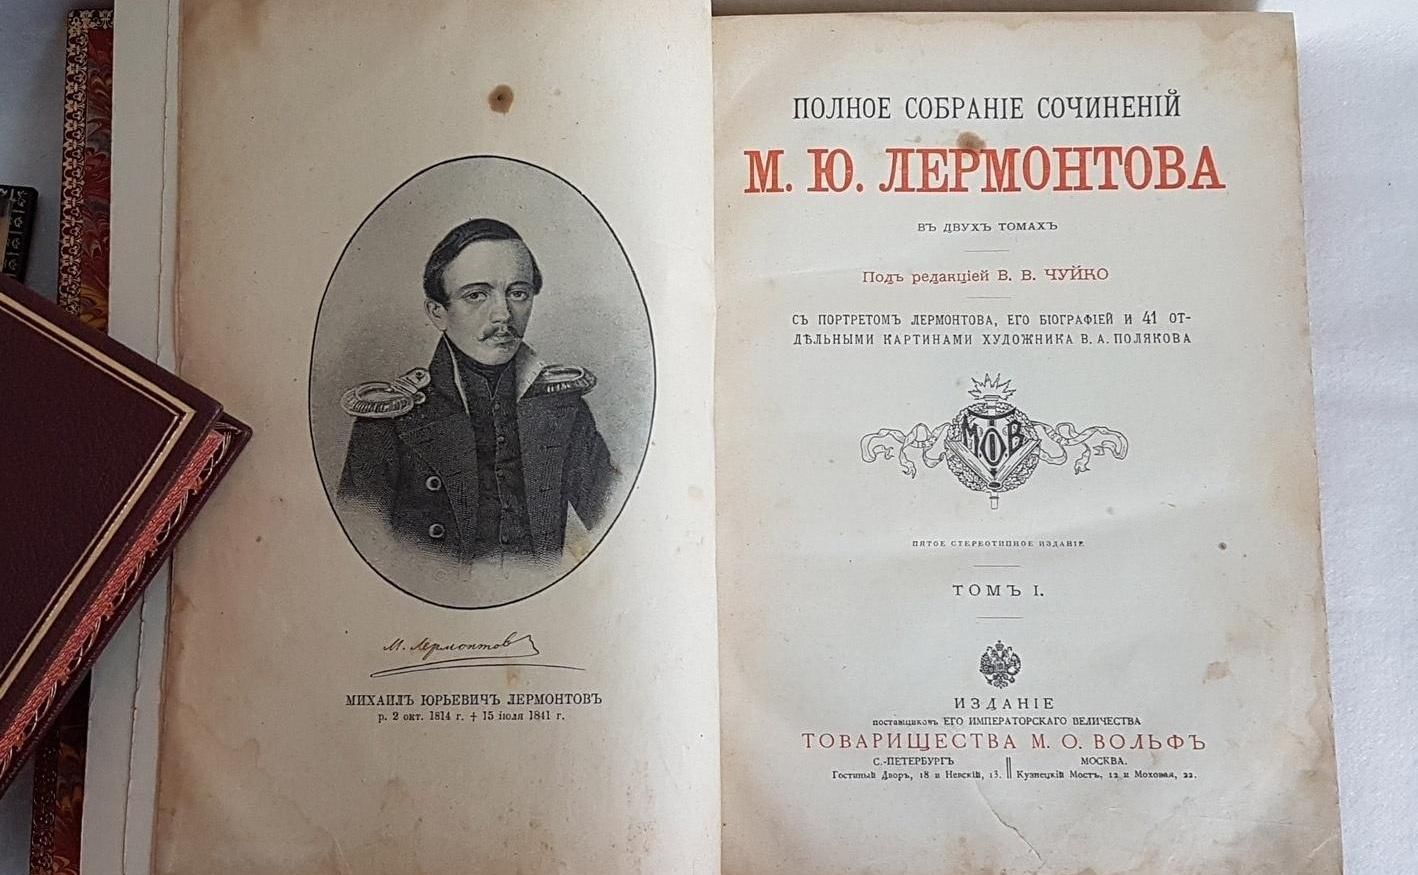 М. Лермонтовъ
МИХАИЛЪ ЮРЬЕВИЧЪ ЛЕРМОНТОВЪ
р. 2 окт. 1814 г. † 15 іюля 1841 г.
ПОЛНОЕ СОБРАНІЕ СОЧИНЕНІЙ
М. Ю. ЛЕРМОНТОВА
ВЪ ДВУХЪ ТОМАХЪ
Подъ редакціей В. В. ЧУЙКО
СЪ ПОРТРЕТОМЪ ЛЕРМОНТОВА, ЕГО БІОГРАФІЕЙ И 41 ОТ-
ДѢЛЬНЫМИ КАРТИНАМИ ХУДОЖНИКА В. А. ПОЛЯКОВА
М.О.В
ПЯТОЕ СТЕРЕОТИПНОЕ ИЗДАНІЕ.
ТОМЪ I.
ИЗДАНІЕ
поставщиковъ ЕГО ИМПЕРАТОРСКАГО ВЕЛИЧЕСТВА
ТОВАРИЩЕСТВА М. О. ВОЛЬФЪ
С.-ПЕТЕРБУРГЪ МОСКВА.
Гостиный Дворъ, 18 и Невскій, 13. Кузнецкій Мостъ, 12 и Моховая, 22.